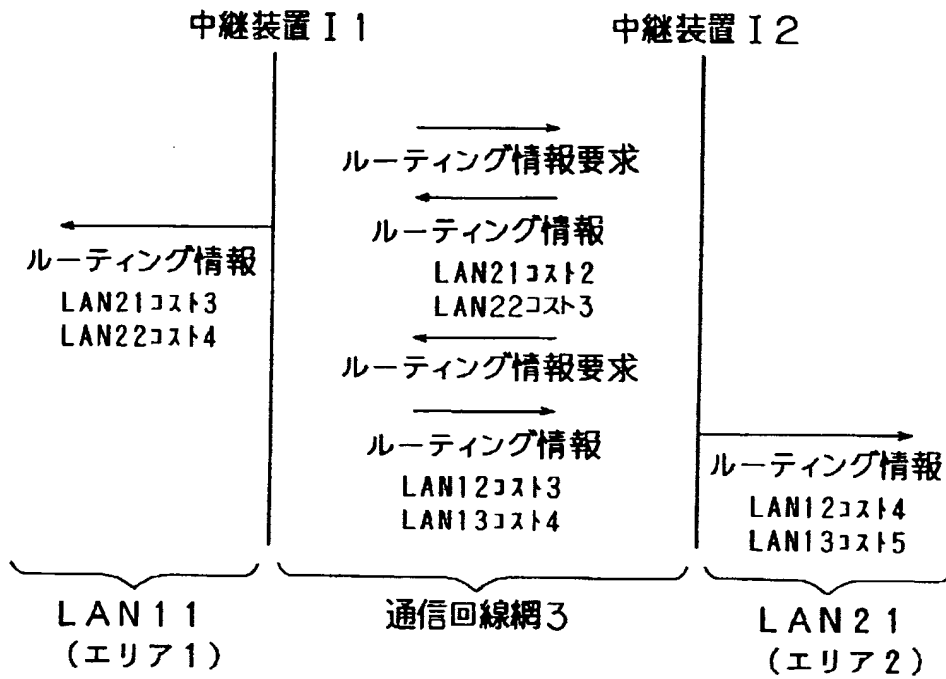 中継装置I1
中継装置I2
ルーティング情報要求
ルーティング情報
LAN21コスト2
LAN22コスト3
ルーティング情報
LAN21コスト3
LAN22コスト4
ルーティング情報要求
ルーティング情報
LAN12コスト3
LAN13コスト4
ルーティング情報
LAN12コスト4
LAN13コスト5
LAN11
(エリア1)
通信回線網3
LAN21
(エリア2)